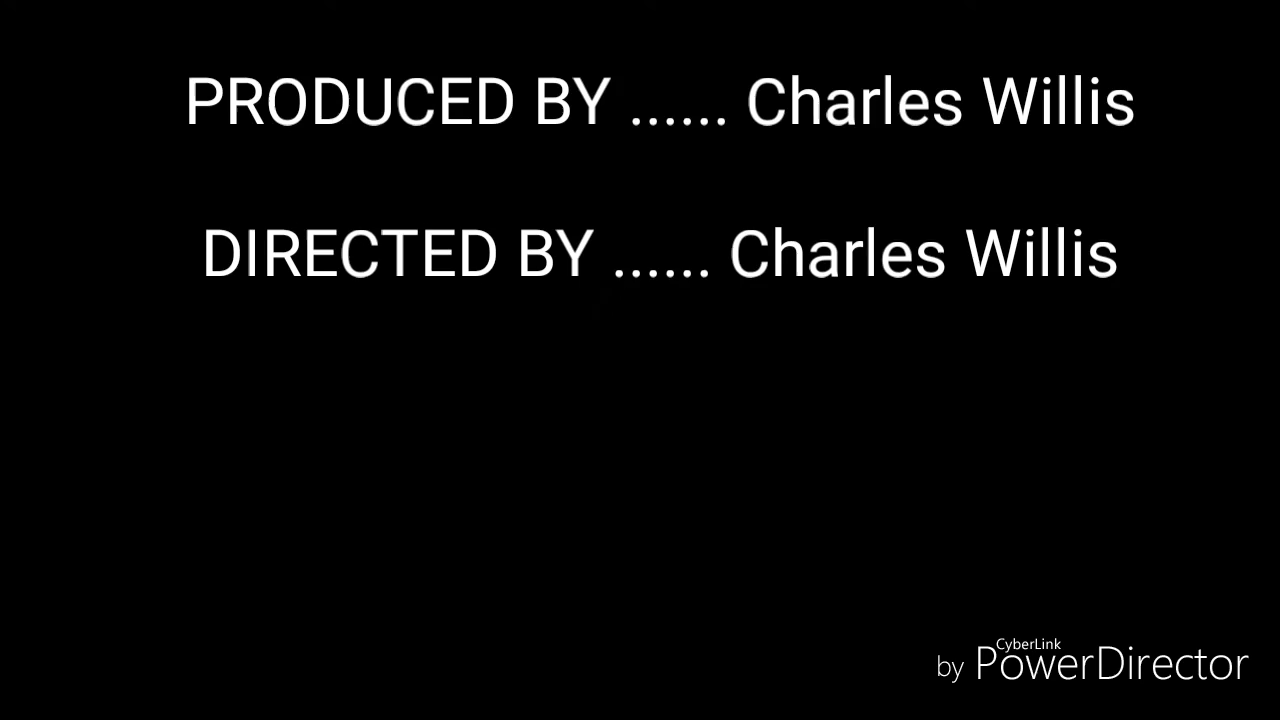 PRODUCED BY ...... Charles Willis
DIRECTED BY ...... Charles Willis
CyberLink
by PowerDirector